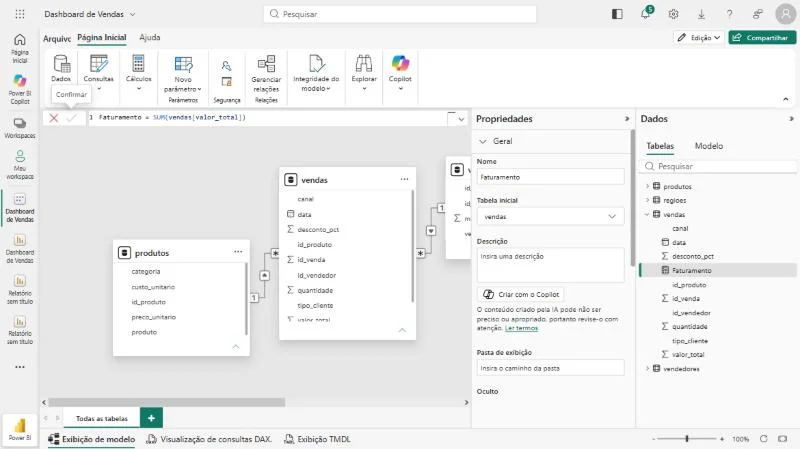 Dashboard de Vendas
Pesquisar
5
Arquivo
Página Inicial
Ajuda
Edição
Compartilhar
Página
Inicial
Power BI
Copilot
Workspaces
Meu
workspace
Dashboard
de Vendas
Dashboard
de Vendas
Relatório
sem título
Relatório
sem título
Power BI
Dados
Consultas
Cálculos
Novo
parâmetro
Parâmetros
Segurança
Gerenciar
relações
Relações
Integridade do
modelo
Explorar
Copilot
Confirmar
1 Faturamento = SUM(vendas[valor_total])
produtos
categoria
custo_unitario
id_produto
preco_unitario
produto
1
*
vendas
canal
data
desconto_pct
id_produto
id_venda
id_vendedor
quantidade
tipo_cliente
valor_total
*
1
Propriedades
Geral
Nome
Faturamento
Tabela inicial
vendas
Descrição
Insira uma descrição
Criar com o Copilot
O conteúdo criado pela IA pode não ser
preciso ou apropriado, portanto revise-o com
atenção. Ler termos
Pasta de exibição
Insira o caminho da pasta
Oculto
Dados
Tabelas
Modelo
Pesquisar
produtos
regioes
vendas
canal
data
desconto_pct
Faturamento
id_produto
id_venda
id_vendedor
quantidade
tipo_cliente
valor_total
vendedores
Todas as tabelas
+
Exibição de modelo
Visualização de consultas DAX.
Exibição TMDL
- + 100%